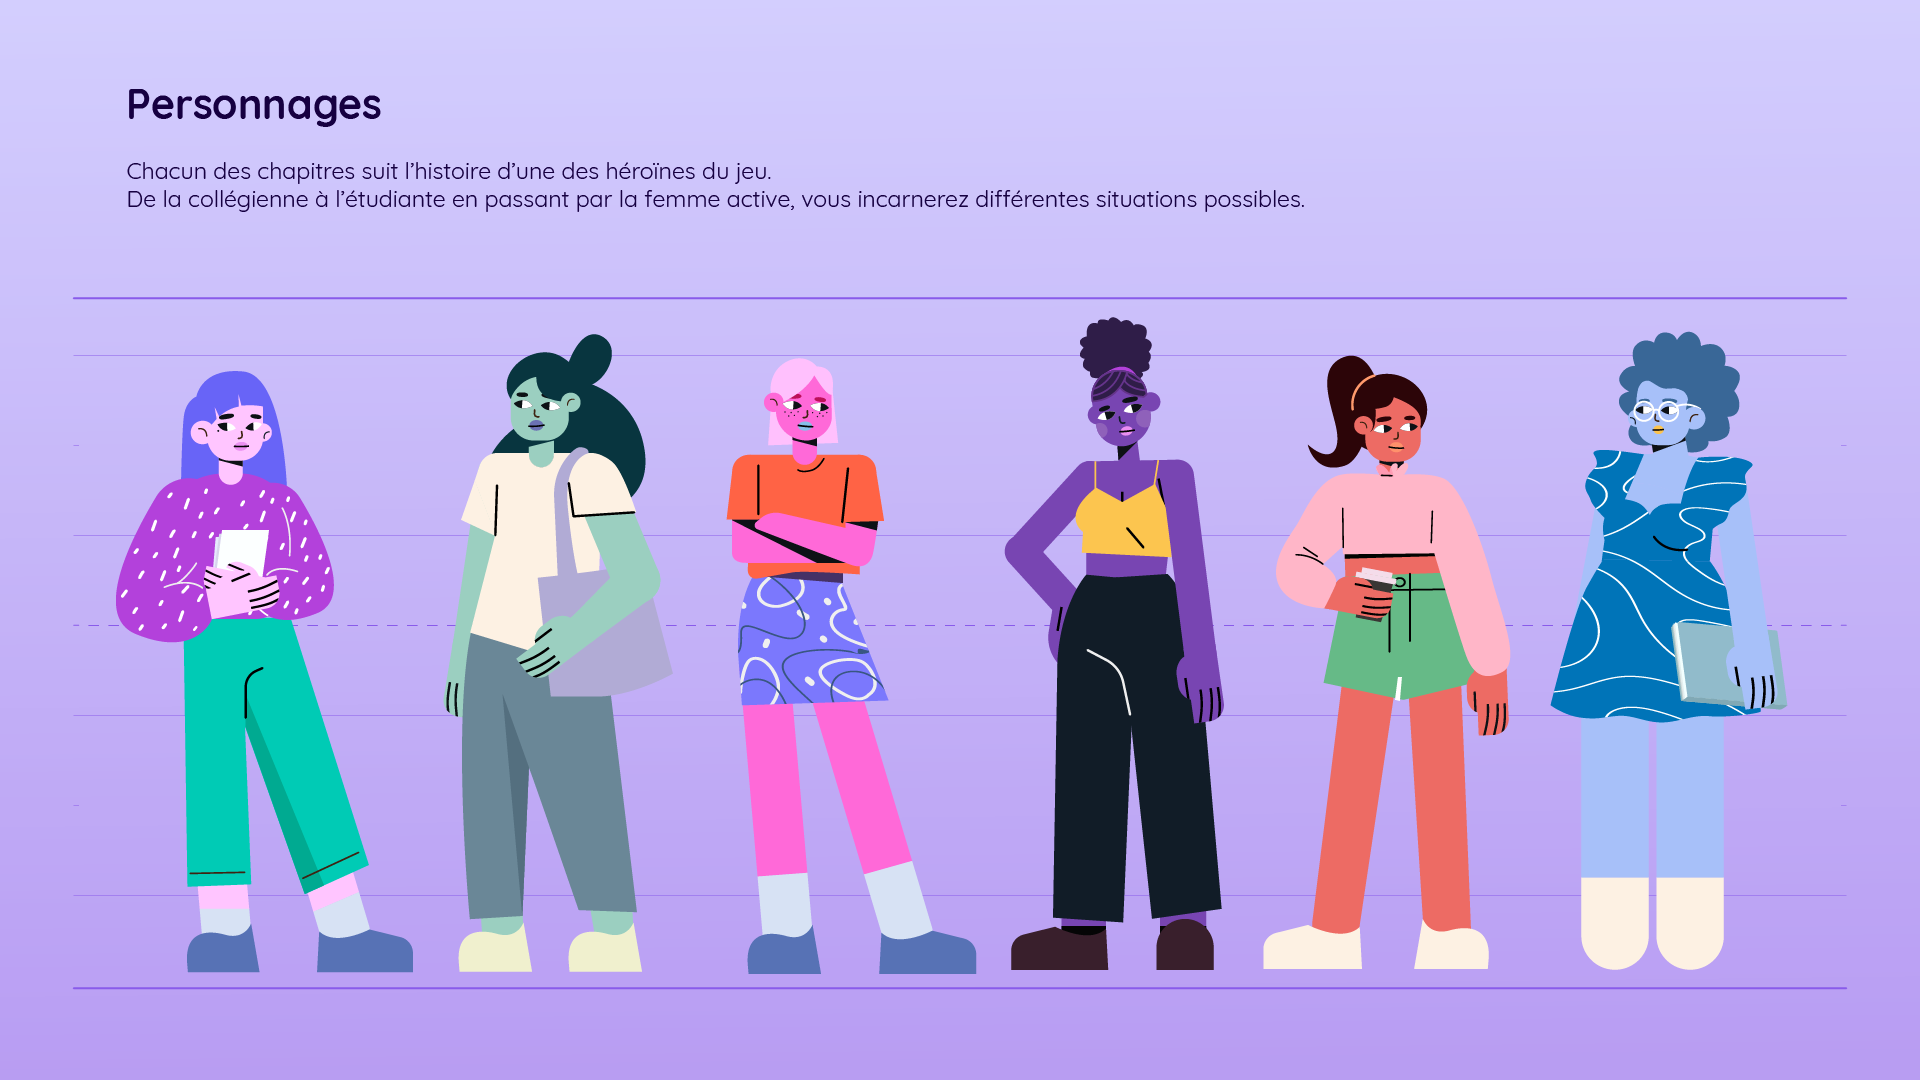 Personnages
Chacun des chapitres suit l’histoire d’une des héroïnes du jeu.
De la collégienne à l’étudiante en passant par la femme active, vous incarnerez différentes situations possibles.